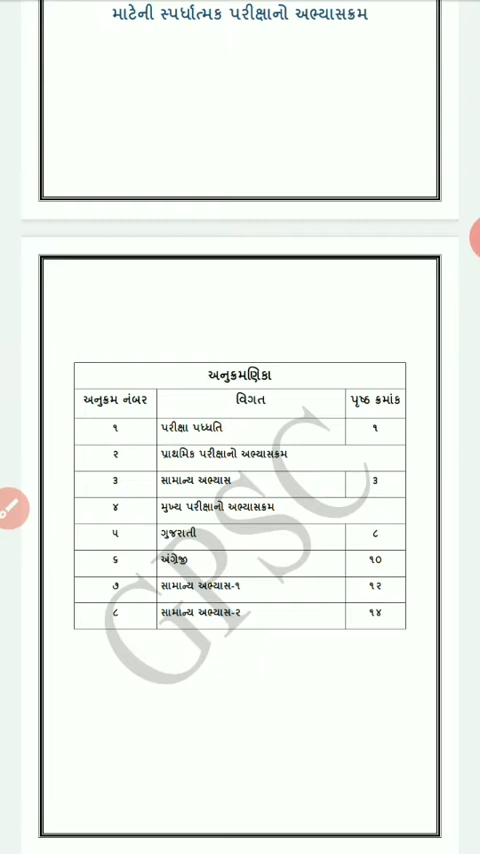 માટેની સ્પર્ધાત્મક પરીક્ષાનો અભ્યાસક્રમ
અનુક્રમણિકા
અનુક્રમ નંબર વિગત પૃષ્ઠ ક્રમાંક
૧ પરીક્ષા પધ્ધતિ ૧
૨ પ્રાથમિક પરીક્ષાનો અભ્યાસક્રમ
૩ સામાન્ય અભ્યાસ ૩
૪ મુખ્ય પરીક્ષાનો અભ્યાસક્રમ
૫ ગુજરાતી ૮
૬ અંગ્રેજી ૧૦
૭ સામાન્ય અભ્યાસ-૧ ૧૨
૮ સામાન્ય અભ્યાસ-૨ ૧૪
GPSC